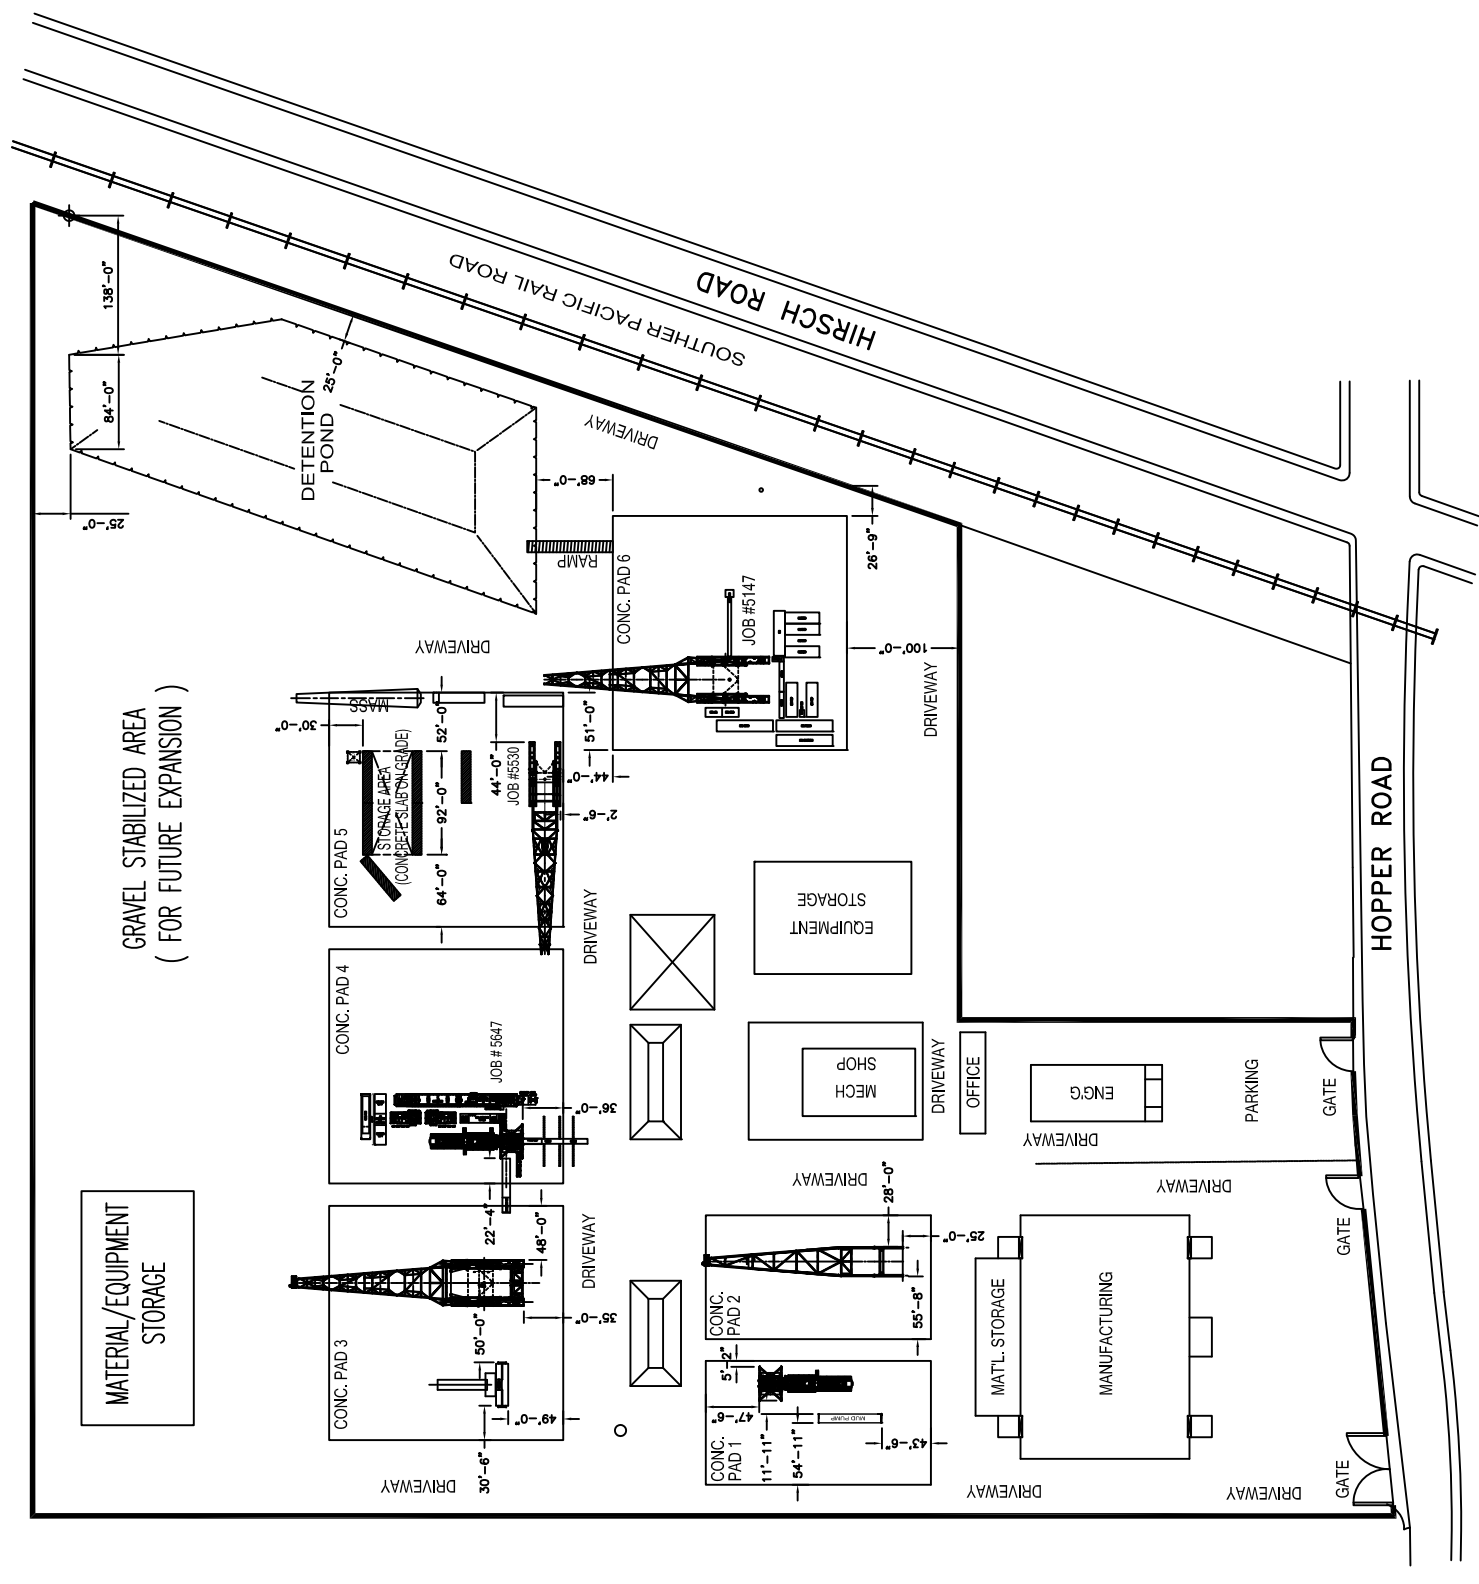 138'-0"
84'-0"
25'-0"
25'-0"
DETENTION
POND
SOUTHER PACIFIC RAIL ROAD
HIRSCH ROAD
DRIVEWAY
68'-0"
RAMP
26'-9"
CONC. PAD 6
JOB #5147
100'-0"
DRIVEWAY
51'-0"
44'-0"
DRIVEWAY
GRAVEL STABILIZED AREA
( FOR FUTURE EXPANSION )
30'-0"
MASS
52'-0"
92'-0"
64'-0"
STORAGE AREA
(CONCRETE SLAB ON GRADE)
44'-0"
JOB #5530
2'-6"
CONC. PAD 5
DRIVEWAY
CONC. PAD 4
JOB # 5647
36'-0"
22'-4"
EQUIPMENT
STORAGE
MECH
SHOP
DRIVEWAY
OFFICE
ENG'G
PARKING
DRIVEWAY
GATE
HOPPER ROAD
MATERIAL/EQUIPMENT
STORAGE
48'-0"
35'-0"
50'-0"
49'-0"
30'-6"
CONC. PAD 3
DRIVEWAY
DRIVEWAY
DRIVEWAY
28'-0"
25'-0"
55'-8"
CONC.
PAD 2
5'-2"
47'-6"
11'-11"
54'-11"
MUD PUMP
43'-6"
CONC.
PAD 1
MAT'L. STORAGE
MANUFACTURING
DRIVEWAY
GATE
DRIVEWAY
DRIVEWAY
GATE